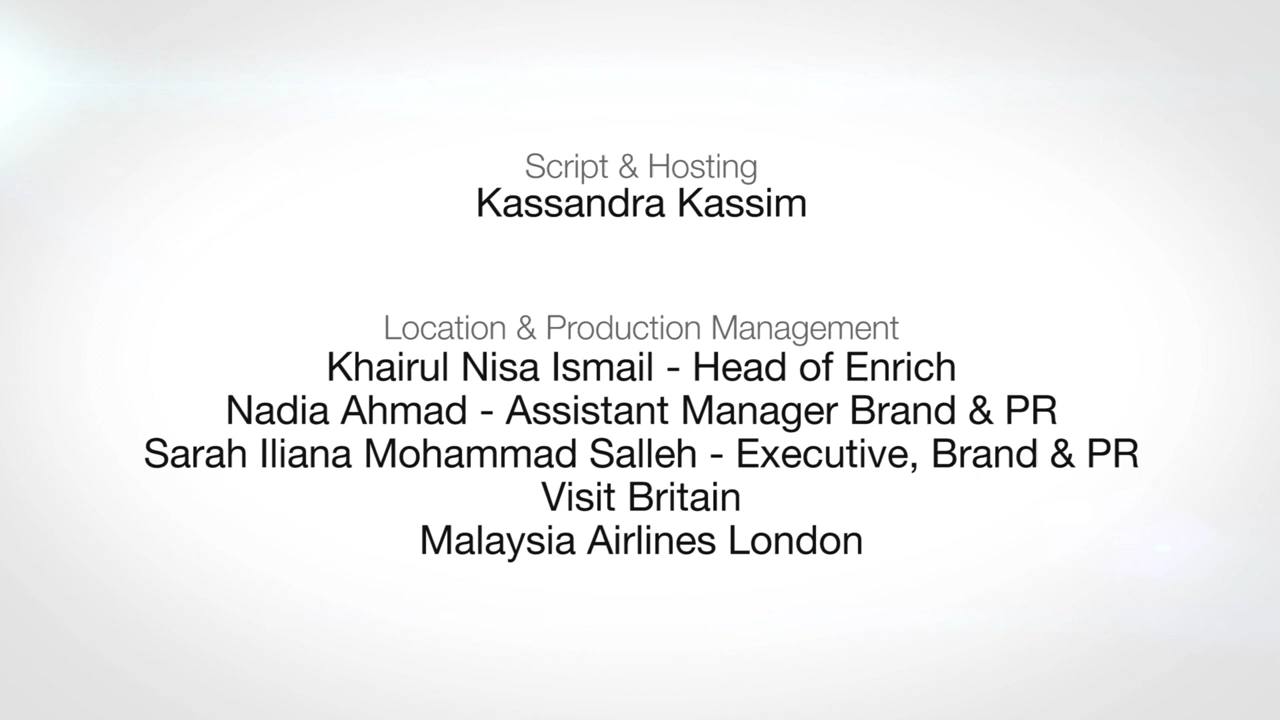 Script & Hosting
Kassandra Kassim
Location & Production Management
Khairul Nisa Ismail - Head of Enrich
Nadia Ahmad - Assistant Manager Brand & PR
Sarah Iliana Mohammad Salleh - Executive, Brand & PR
Visit Britain
Malaysia Airlines London